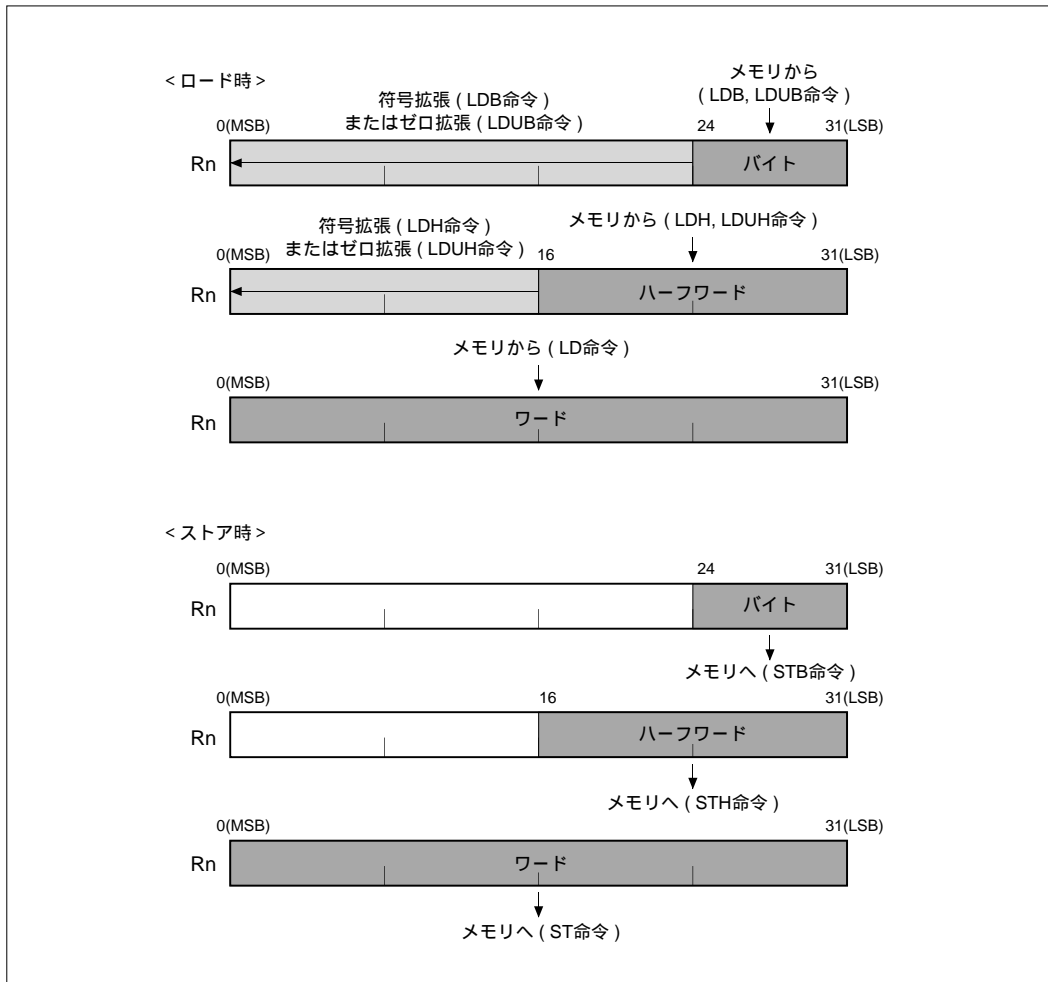 ＜ロード時＞
メモリから
( LDB, LDUB命令 )
符号拡張 ( LDB命令 )
またはゼロ拡張 ( LDUB命令 )
0(MSB) 24 31(LSB)
Rn バイト
符号拡張 ( LDH命令 )
またはゼロ拡張 ( LDUH命令 )
メモリから ( LDH, LDUH命令 )
0(MSB) 16 31(LSB)
Rn ハーフワード
メモリから ( LD命令 )
0(MSB) 31(LSB)
Rn ワード
＜ストア時＞
0(MSB) 24 31(LSB)
Rn バイト
メモリへ ( STB命令 )
0(MSB) 16 31(LSB)
Rn ハーフワード
メモリへ ( STH命令 )
0(MSB) 31(LSB)
Rn ワード
メモリへ ( ST命令 )